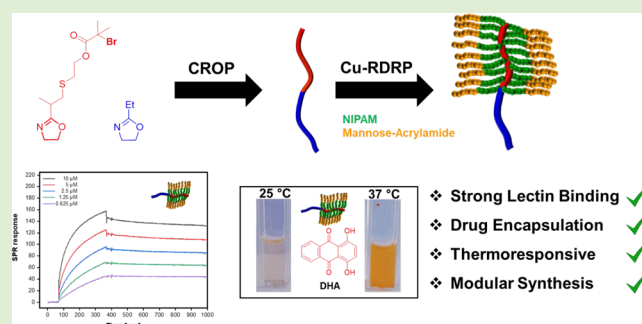 O
O
Br
S
N O
Et
N O
CROP
Cu-RDRP
NIPAM
Mannose-Acrylamide
SPR response
220
200
180
160
140
120
100
80
60
40
20
0
10 µM
5 µM
2.5 µM
1.25 µM
0.625 µM
0 100 200 300 400 500 600 700 800 900 1000
25 °C
37 °C
O OH
O OH
DHA
❖ Strong Lectin Binding ✓
❖ Drug Encapsulation ✓
❖ Thermoresponsive ✓
❖ Modular Synthesis ✓